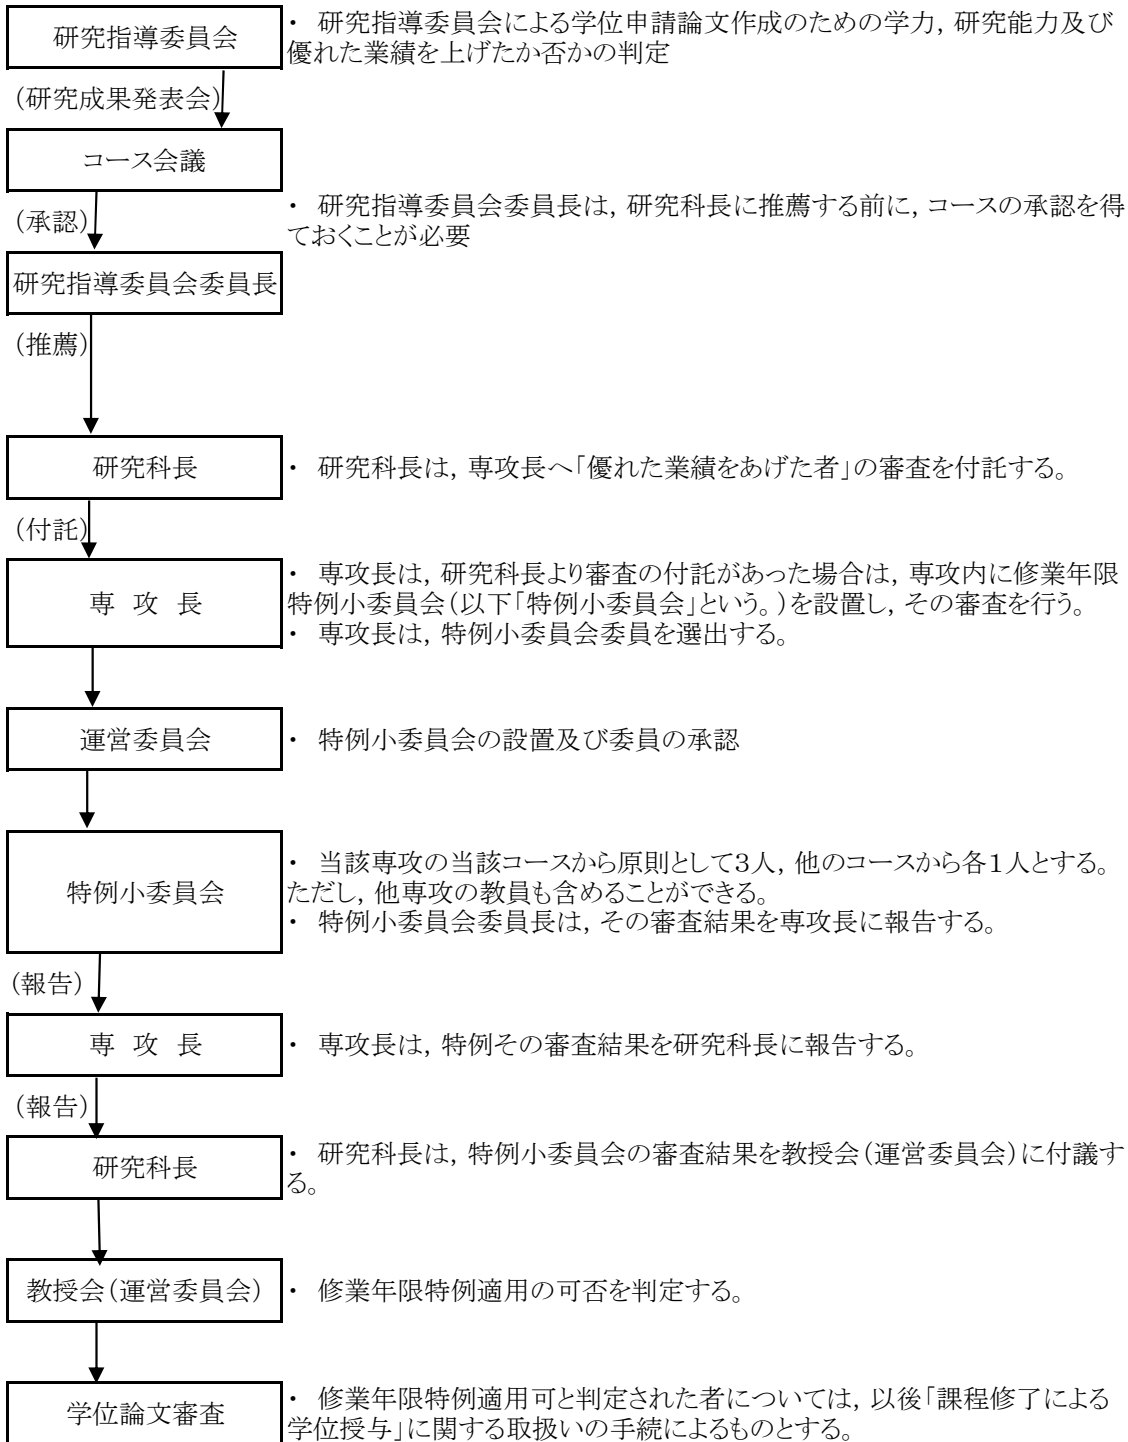 研究指導委員会
・ 研究指導委員会による学位申請論文作成のための学力，研究能力及び
優れた業績を上げたか否かの判定
（研究成果発表会）
コース会議
（承認）
・ 研究指導委員会委員長は，研究科長に推薦する前に，コースの承認を得
ておくことが必要
研究指導委員会委員長
（推薦）
研究科長
・ 研究科長は，専攻長へ「優れた業績をあげた者」の審査を付託する。
（付託）
専 攻 長
・ 専攻長は，研究科長より審査の付託があった場合は，専攻内に修業年限
特例小委員会（以下「特例小委員会」という。）を設置し，その審査を行う。
・ 専攻長は，特例小委員会委員を選出する。
運営委員会
・ 特例小委員会の設置及び委員の承認
特例小委員会
・ 当該専攻の当該コースから原則として３人，他のコースから各１人とする。
ただし，他専攻の教員も含めることができる。
・ 特例小委員会委員長は，その審査結果を専攻長に報告する。
（報告）
専 攻 長
・ 専攻長は，特例その審査結果を研究科長に報告する。
（報告）
研究科長
・ 研究科長は，特例小委員会の審査結果を教授会（運営委員会）に付議す
る。
教授会（運営委員会）
・ 修業年限特例適用の可否を判定する。
学位論文審査
・ 修業年限特例適用可と判定された者については，以後「課程修了による
学位授与」に関する取扱いの手続によるものとする。